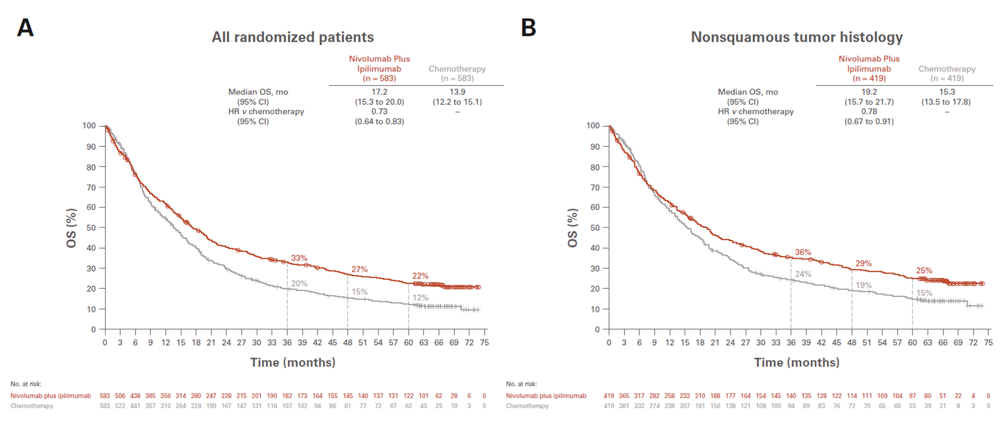 A
All randomized patients
Nivolumab Plus
Ipilimumab
(n = 583)
Chemotherapy
(n = 583)
Median OS, mo 17.2 13.9
(95% CI) (15.3 to 20.0) (12.2 to 15.1)
HR v chemotherapy 0.73 –
(95% CI) (0.64 to 0.83)
OS (%)
100
90
80
70
60
50
40
30
20
10
0
33%
27%
22%
20%
15%
12%
0 3 6 9 12 15 18 21 24 27 30 33 36 39 42 45 48 51 54 57 60 63 66 69 72 75
Time (months)
No. at risk:
Nivolumab plus ipilimumab 583 506 438 385 356 314 280 247 228 215 201 190 182 173 164 155 145 140 137 131 122 101 62 28 6 0
Chemotherapy 583 522 441 357 310 264 228 190 167 147 131 116 107 102 94 86 81 77 72 67 62 45 25 10 3 0
B
Nonsquamous tumor histology
Nivolumab Plus
Ipilimumab
(n = 419)
Chemotherapy
(n = 419)
Median OS, mo 19.2 15.3
(95% CI) (15.7 to 21.7) (13.5 to 17.8)
HR v chemotherapy 0.78 –
(95% CI) (0.67 to 0.91)
OS (%)
100
90
80
70
60
50
40
30
20
10
0
36%
29%
25%
24%
19%
15%
0 3 6 9 12 15 18 21 24 27 30 33 36 39 42 45 48 51 54 57 60 63 66 69 72 75
Time (months)
No. at risk:
Nivolumab plus ipilimumab 419 365 317 282 258 233 210 188 177 164 154 145 140 135 128 122 114 111 109 104 97 80 51 22 4 0
Chemotherapy 419 381 332 274 238 207 181 156 138 121 108 100 94 89 83 76 72 70 65 60 55 39 21 8 3 0